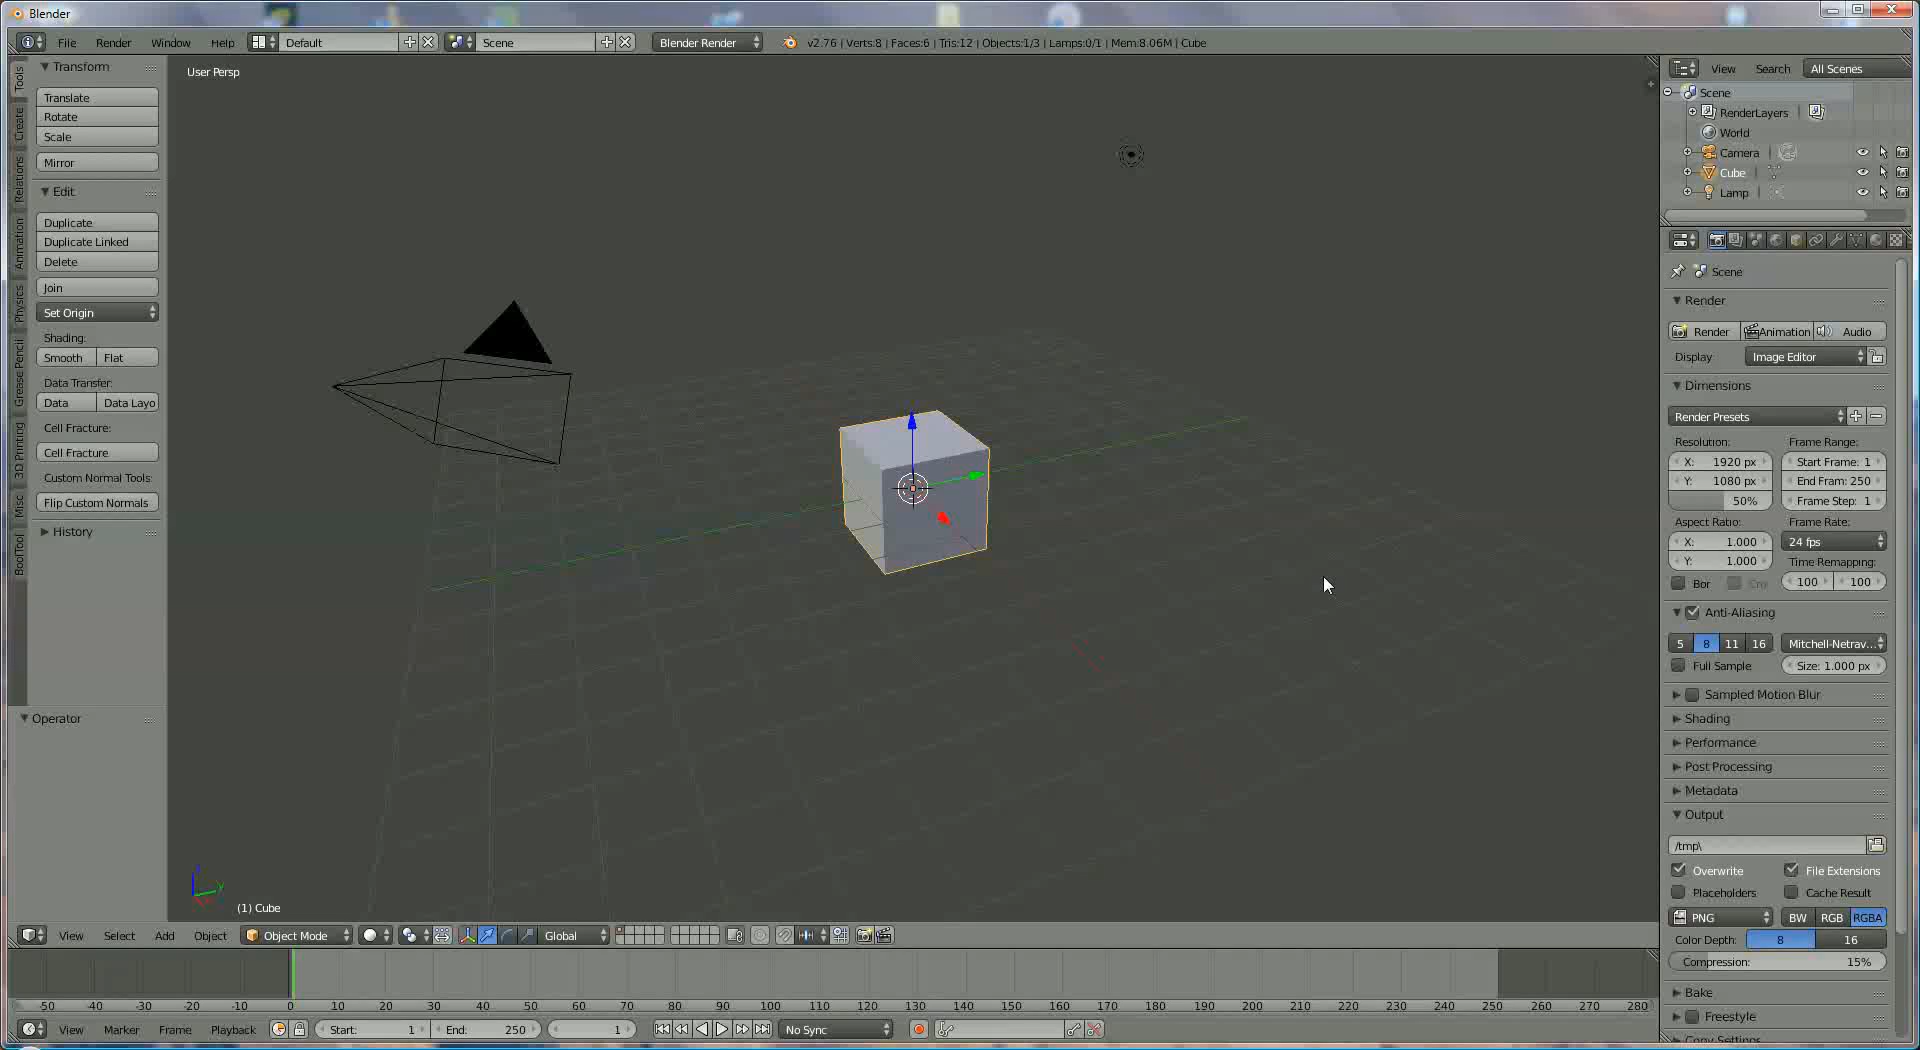 Blender
File Render Window Help Default Scene Blender Render v2.76 | Verts:8 | Faces:6 | Tris:12 | Objects:1/3 | Lamps:0/1 | Mem:8.06M | Cube
Tools
Create
Relations
Animation
Physics
Grease Pencil
3D Printing
Misc
BoolTool
Transform
Translate
Rotate
Scale
Mirror
Edit
Duplicate
Duplicate Linked
Delete
Join
Set Origin
Shading:
Smooth Flat
Data Transfer:
Data Data Layo
Cell Fracture:
Cell Fracture
Custom Normal Tools:
Flip Custom Normals
History
Operator
User Persp
(1) Cube
View Select Add Object Object Mode Global
-50 -40 -30 -20 -10 0 10 20 30 40 50 60 70 80 90 100 110 120 130 140 150 160 170 180 190 200 210 220 230 240 250 260 270 280
View Marker Frame Playback Start: 1 End: 250 1 No Sync
View Search All Scenes
Scene
RenderLayers
World
Camera
Cube
Lamp
Scene
Render
Render Animation Audio
Display: Image Editor
Dimensions
Render Presets
Resolution: Frame Range:
X: 1920 px Start Frame: 1
Y: 1080 px End Fram: 250
50% Frame Step: 1
Aspect Ratio: Frame Rate:
X: 1.000 24 fps
Y: 1.000 Time Remapping:
Bor Cro 100 100
Anti-Aliasing
5 8 11 16 Mitchell-Netrav...
Full Sample Size: 1.000 px
Sampled Motion Blur
Shading
Performance
Post Processing
Metadata
Output
/tmp\
Overwrite File Extensions
Placeholders Cache Result
PNG BW RGB RGBA
Color Depth: 8 16
Compression: 15%
Bake
Freestyle